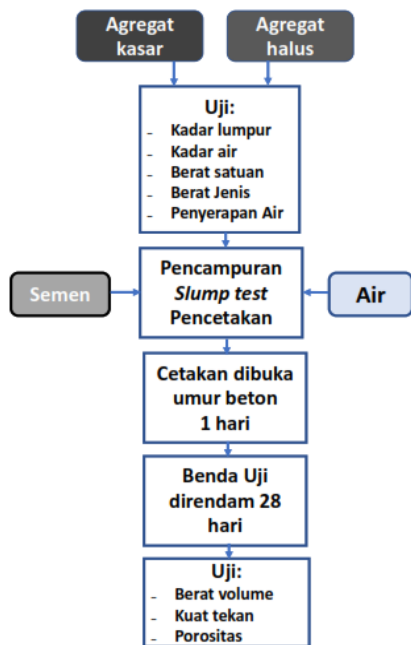 Agregat
kasar
Agregat
halus
Uji:
- Kadar lumpur
- Kadar air
- Berat satuan
- Berat Jenis
- Penyerapan Air
Semen
Pencampuran
Slump test
Pencetakan
Air
Cetakan dibuka
umur beton
1 hari
Benda Uji
direndam 28
hari
Uji:
- Berat volume
- Kuat tekan
- Porositas